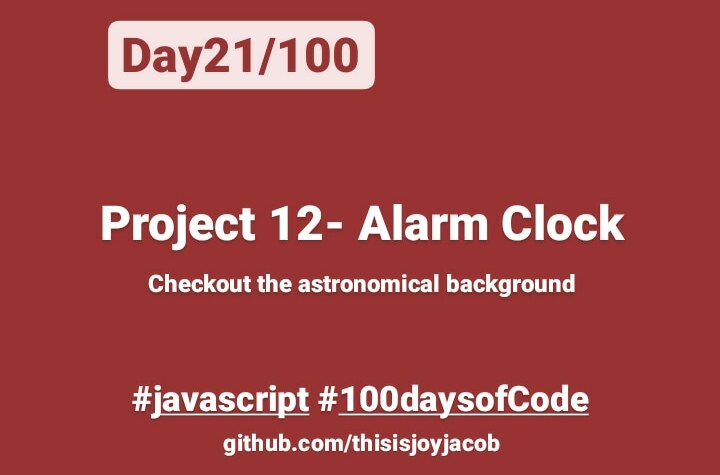 Day21/100
Project 12- Alarm Clock
Checkout the astronomical background
#javascript #100daysofCode
github.com/thisisjoyjacob